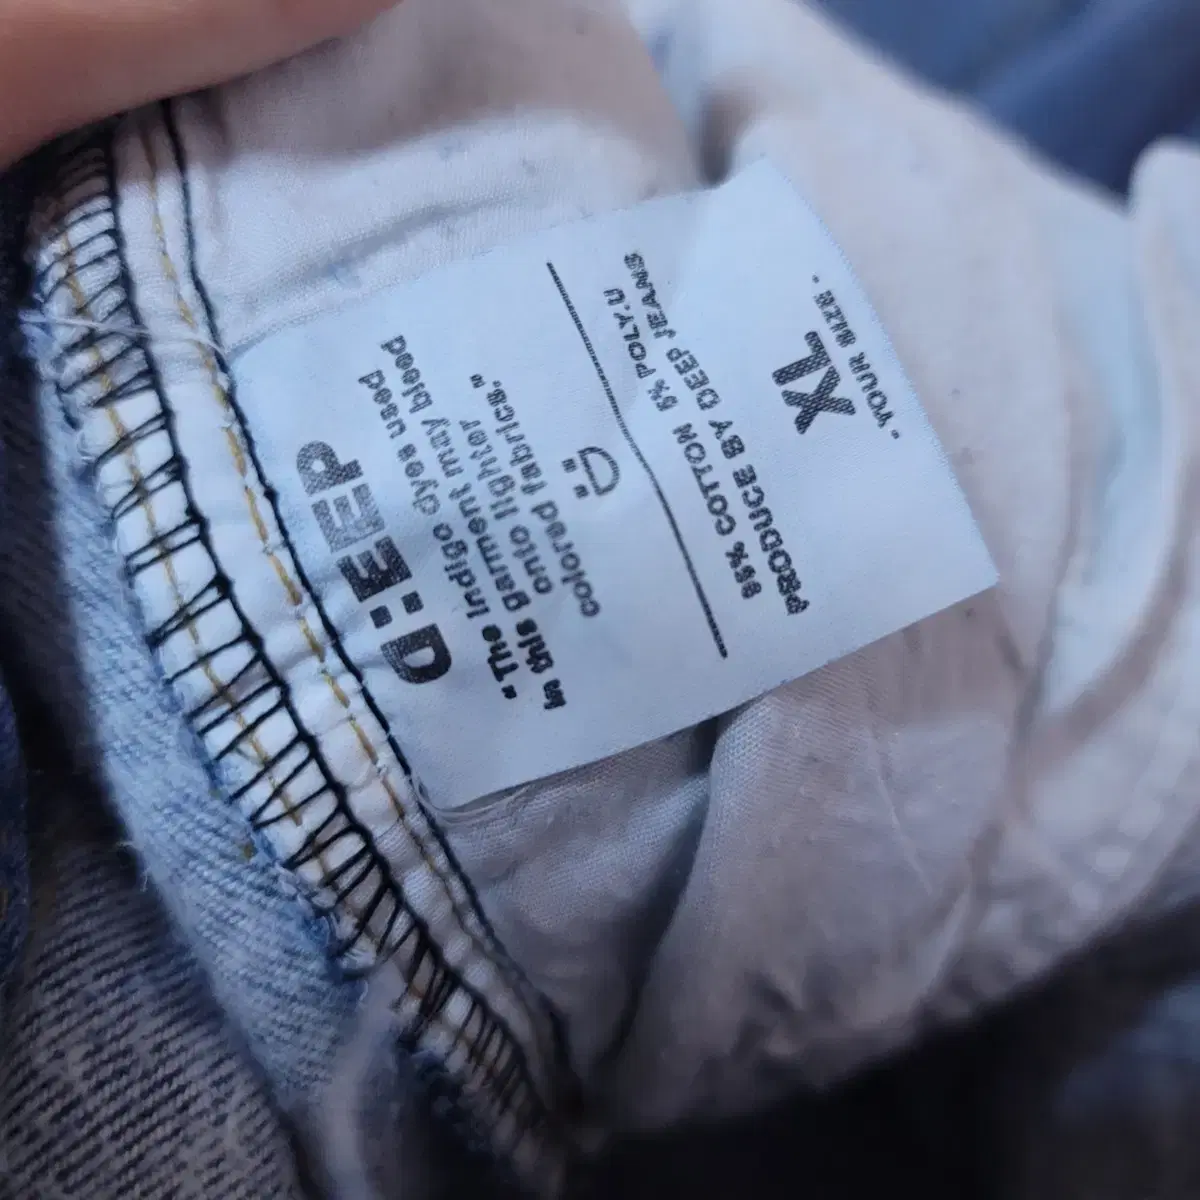 D:EEP
"The Indigo dyes used
in this garment may bleed
onto lighter
colored fabrics."
95% COTTON 5% POLY.U
PRODUCE BY DEEP JEANS
XL
- YOUR SIZE -